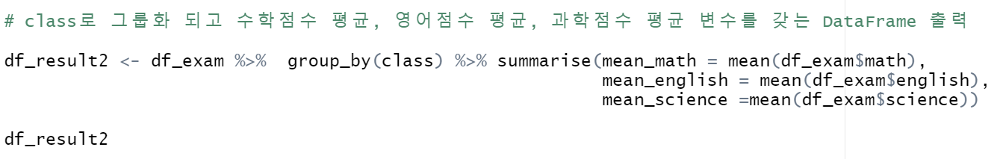 # class로 그룹화 되고 수학점수 평균, 영어점수 평균, 과학점수 평균 변수를 갖는 DataFrame 출력
df_result2 <- df_exam %>%  group_by(class) %>% summarise(mean_math = mean(df_exam$math),
mean_english = mean(df_exam$english),
mean_science =mean(df_exam$science))
df_result2